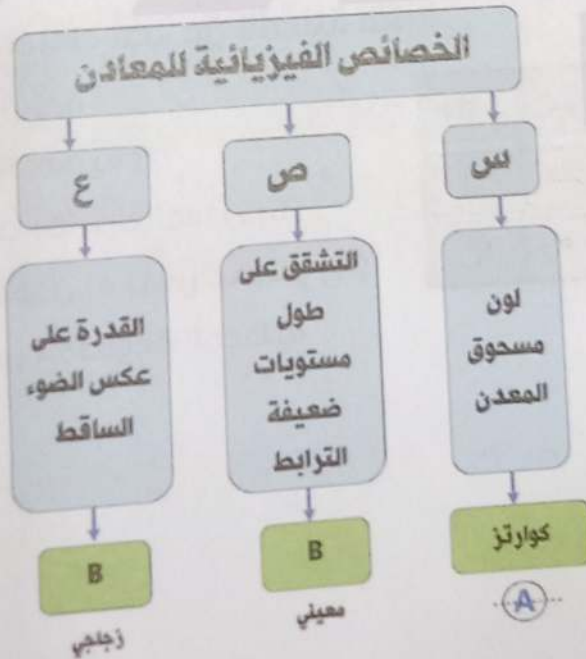 الخصائص الفيزيائية للمعادن
س
ص
ع
لون
مسحوق
المعدن
التشقق على
طول
مستويات
ضعيفة
الترابط
القدرة على
عكس الضوء
الساقط
كوارتز
B
B
A
معيني
زجاجي